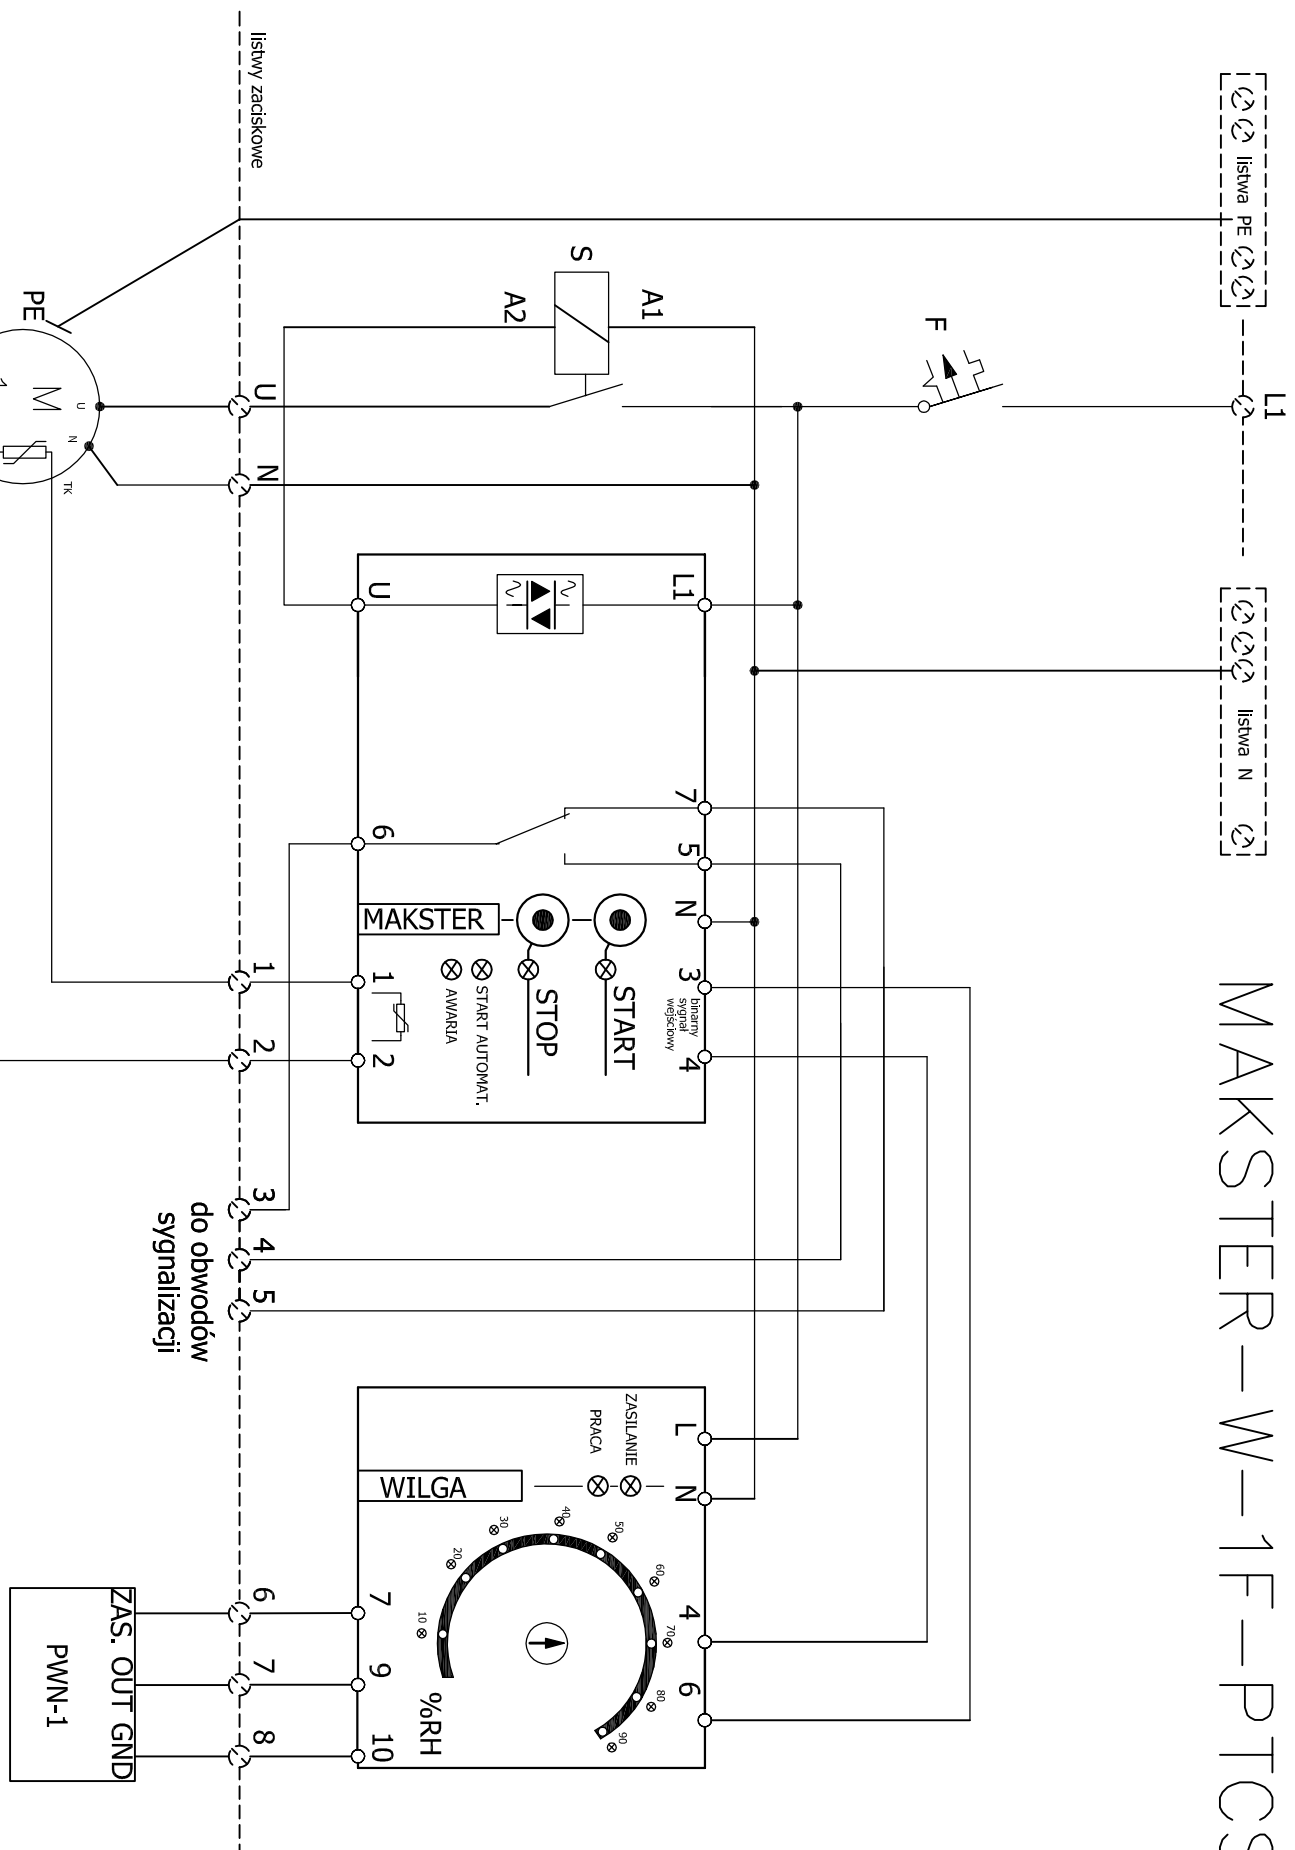 MAKSTER-W-1F-PTCS
listwa PE
L1
listwa N
F
S
A1
A2
L1
U
7
5
N
3
4
binarny
sygnał
wejściowy
START
STOP
START AUTOMAT.
AWARIA
MAKSTER
6
1
2
L
N
4
6
ZASILANIE
PRACA
WILGA
10
20
30
40
50
60
70
80
90
%RH
7
9
10
listwy zaciskowe
U
N
1
2
3
4
5
6
7
8
do obwodów
sygnalizacji
PE
U
N
M
TK
ZAS. OUT GND
PWN-1